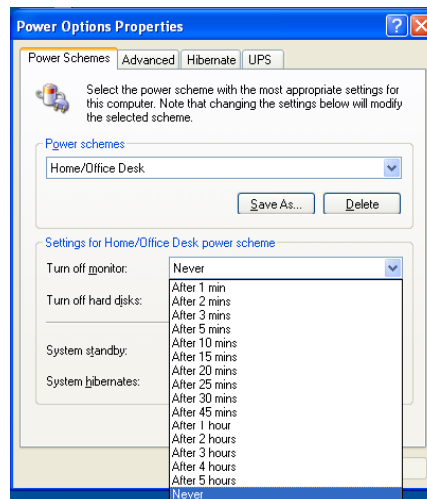 Power Options Properties
Power Schemes Advanced Hibernate UPS
Select the power scheme with the most appropriate settings for
this computer. Note that changing the settings below will modify
the selected scheme.
Power schemes
Home/Office Desk
Save As... Delete
Settings for Home/Office Desk power scheme
Turn off monitor: Never
Turn off hard disks:
System standby:
System hibernates:
After 1 min
After 2 mins
After 3 mins
After 5 mins
After 10 mins
After 15 mins
After 20 mins
After 25 mins
After 30 mins
After 45 mins
After 1 hour
After 2 hours
After 3 hours
After 4 hours
After 5 hours
Never